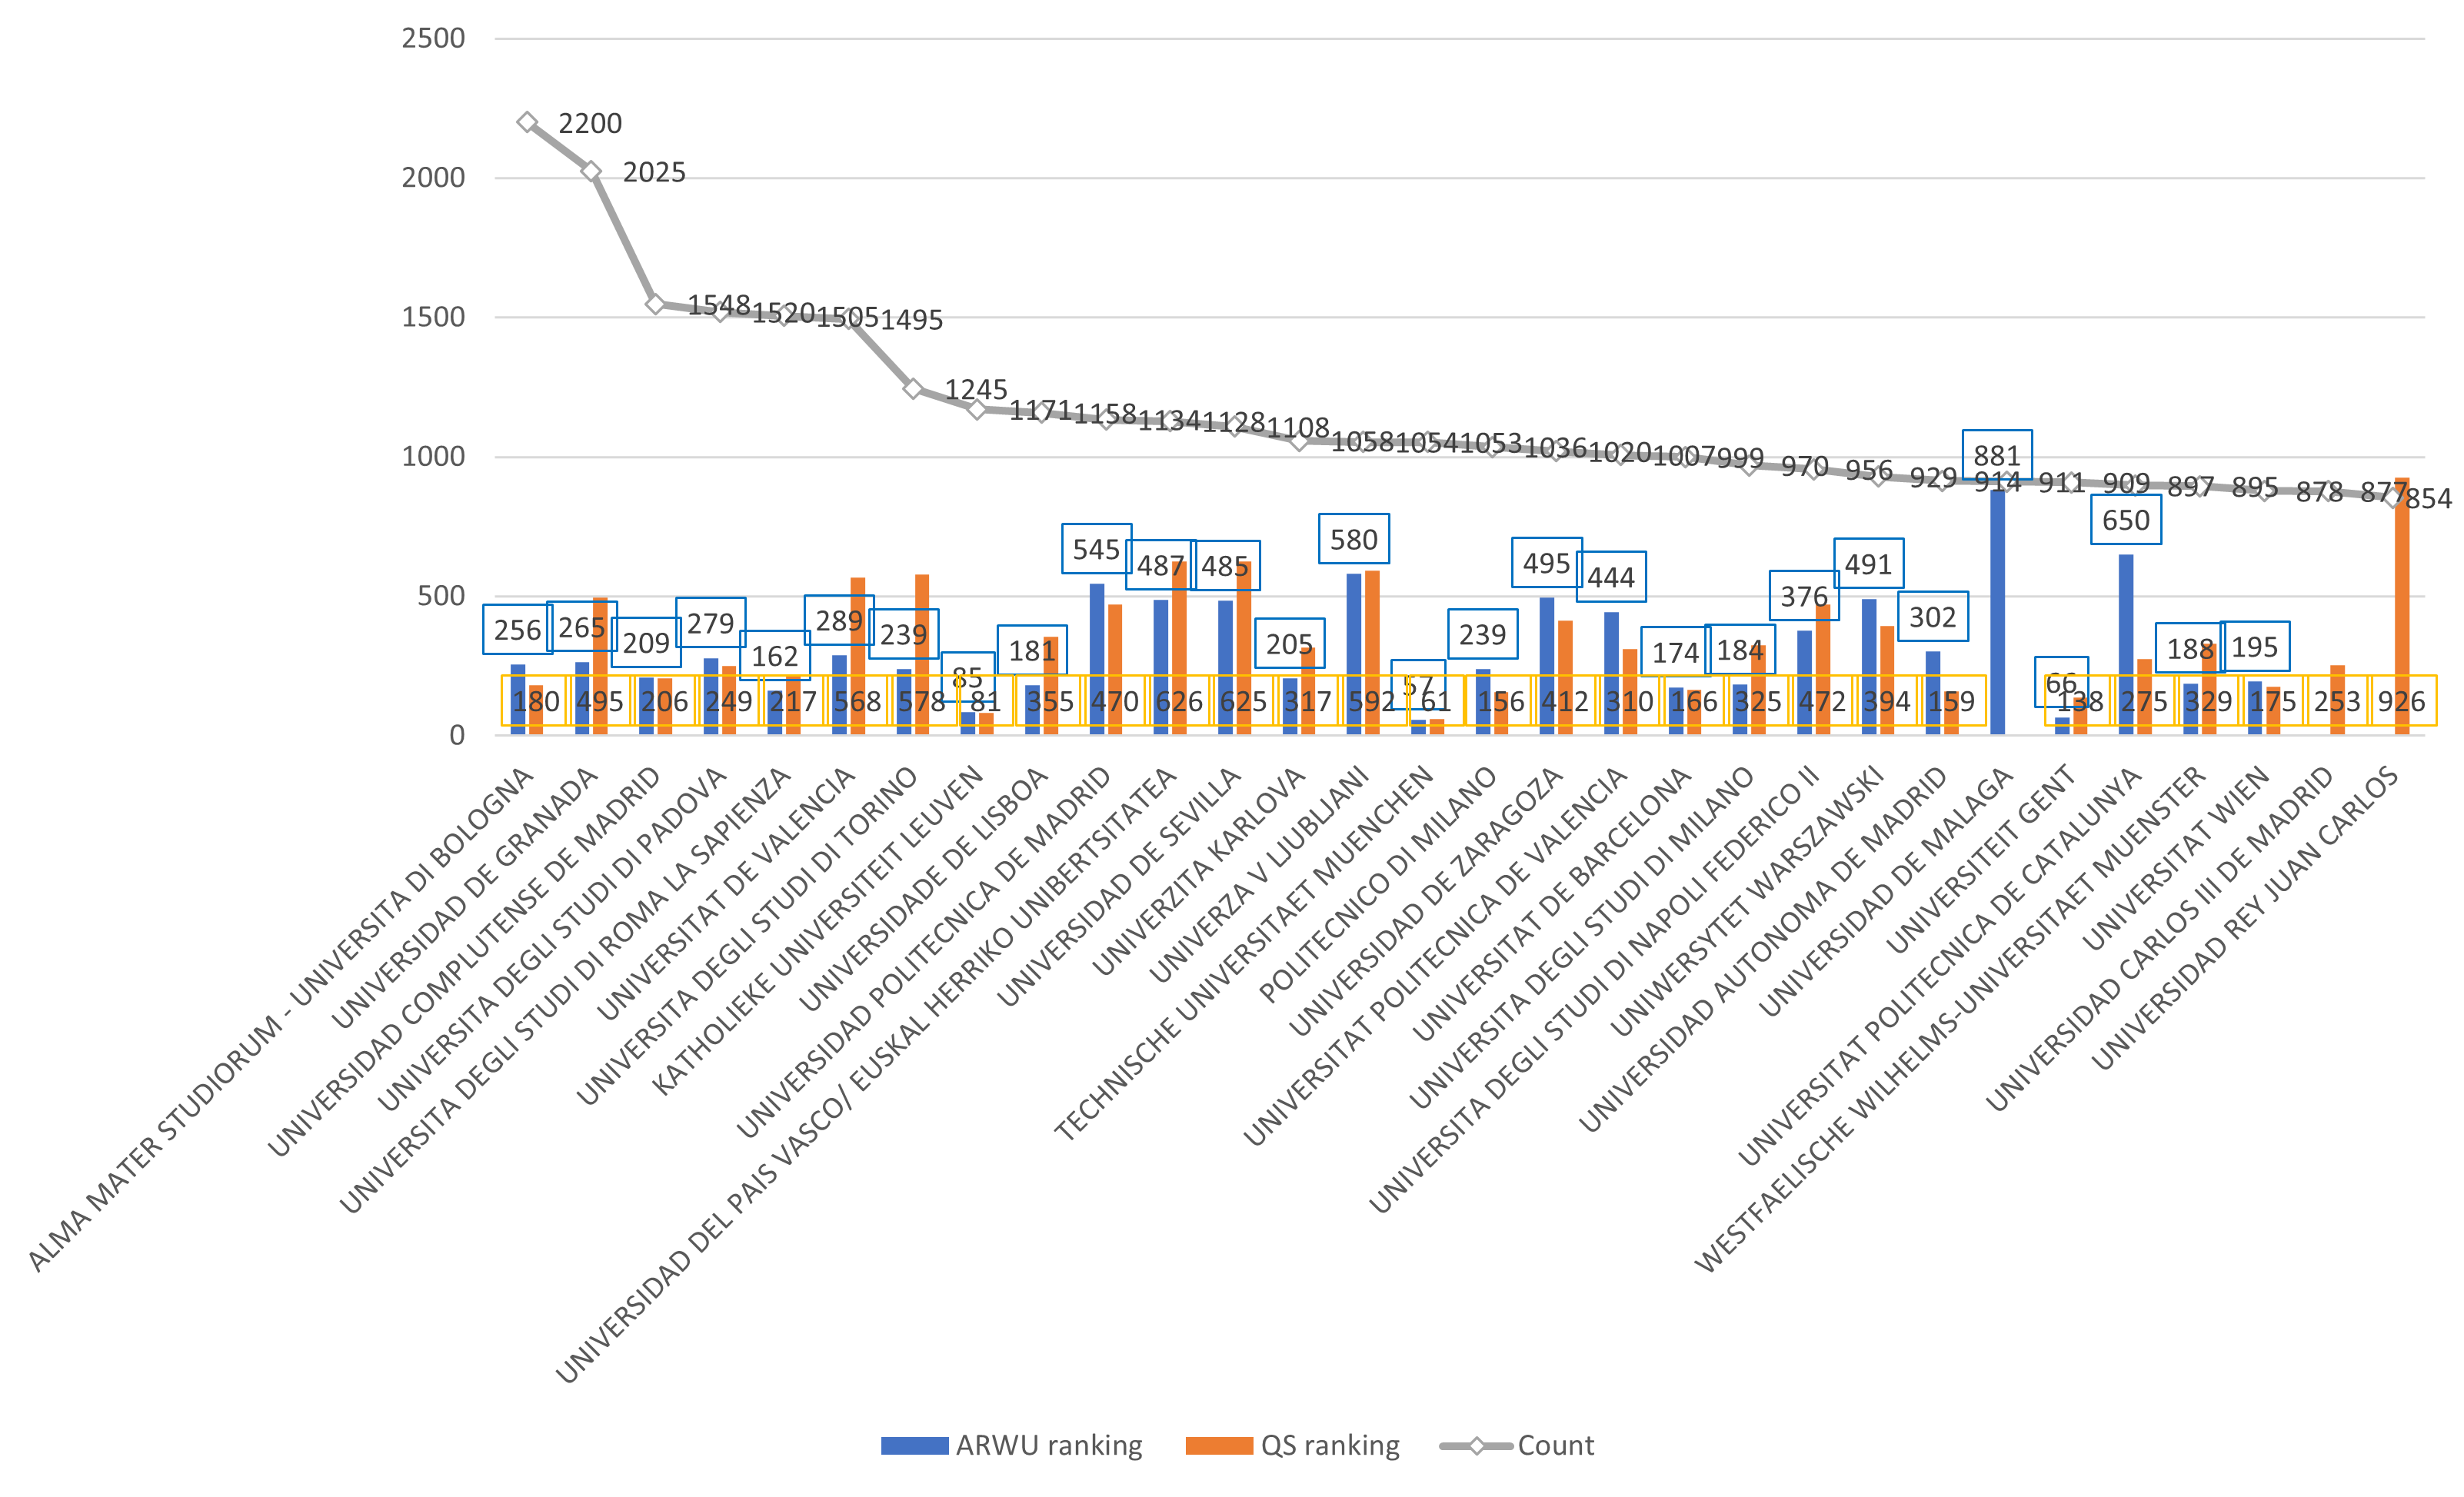 2500
2000
1500
1000
500
0
2200
2025
1548
1520
1505
1495
1245
1171
1158
1134
1128
1108
1058
1054
1053
1036
1020
1007
999
970
956
929
914
911
909
897
895
878
877
854
256
265
209
279
162
289
239
85
181
545
487
485
205
580
57
239
495
444
174
184
376
491
302
881
66
650
188
195
180
495
206
249
217
568
578
81
355
470
626
625
317
592
61
156
412
310
166
325
472
394
159
138
275
329
175
253
926
ALMA MATER STUDIORUM - UNIVERSITA DI BOLOGNA
UNIVERSIDAD DE GRANADA
UNIVERSIDAD COMPLUTENSE DE MADRID
UNIVERSITA DEGLI STUDI DI PADOVA
UNIVERSITA DEGLI STUDI DI ROMA LA SAPIENZA
UNIVERSITAT DE VALENCIA
UNIVERSITA DEGLI STUDI DI TORINO
KATHOLIEKE UNIVERSITEIT LEUVEN
UNIVERSIDADE DE LISBOA
UNIVERSIDAD POLITECNICA DE MADRID
UNIVERSIDAD DEL PAIS VASCO/ EUSKAL HERRIKO UNIBERTSITATEA
UNIVERSIDAD DE SEVILLA
UNIVERZITA KARLOVA
UNIVERZA V LJUBLJANI
TECHNISCHE UNIVERSITAET MUENCHEN
POLITECNICO DI MILANO
UNIVERSIDAD DE ZARAGOZA
UNIVERSITAT POLITECNICA DE VALENCIA
UNIVERSITAT DE BARCELONA
UNIVERSITA DEGLI STUDI DI MILANO
UNIVERSITA DEGLI STUDI DI NAPOLI FEDERICO II
UNIWERSYTET WARSZAWSKI
UNIVERSIDAD AUTONOMA DE MADRID
UNIVERSIDAD DE MALAGA
UNIVERSITEIT GENT
UNIVERSITAT POLITECNICA DE CATALUNYA
WESTFAELISCHE WILHELMS-UNIVERSITAET MUENSTER
UNIVERSITAT WIEN
UNIVERSIDAD CARLOS III DE MADRID
UNIVERSIDAD REY JUAN CARLOS
ARWU ranking
QS ranking
Count